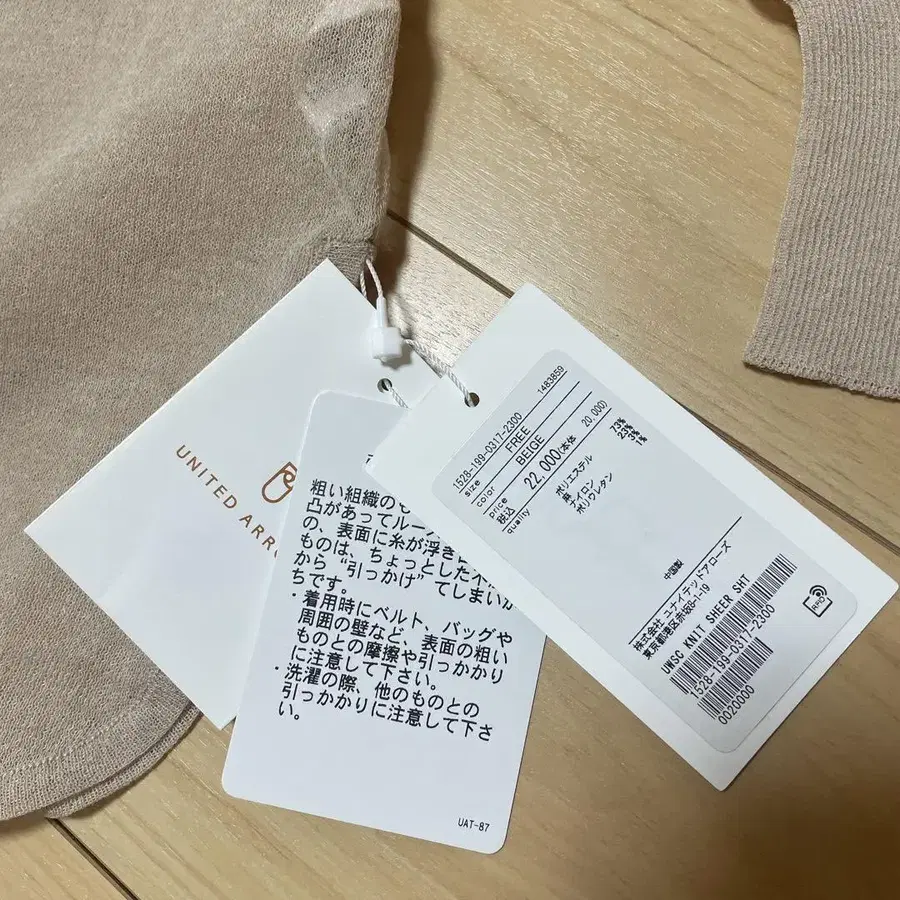 UNITED ARRO
粗い組織のも
凸があってルー
の、表面に糸が浮き
ものは、ちょっとした不
から“引っかけ”てしまいが
ちです。
・着用時にベルト、バッグや
周囲の壁など、表面の粗い
ものとの摩擦や引っかかり
に注意して下さい。
・洗濯の際、他のものとの
引っかかりに注意して下さ
い。
UAT-87
1528-199-0317-2300 1483859
size FREE
color BEIGE
price 税込 22,000(本体 20,000)
quality ポリエステル 73%
麻 23%
ナイロン 3%
ポリウレタン 1%
中国製
株式会社 ユナイテッドアローズ
東京都港区赤坂8-1-19
UWSC KNIT SHEER SHT
1528-199-0317-2300
0020000
RFID